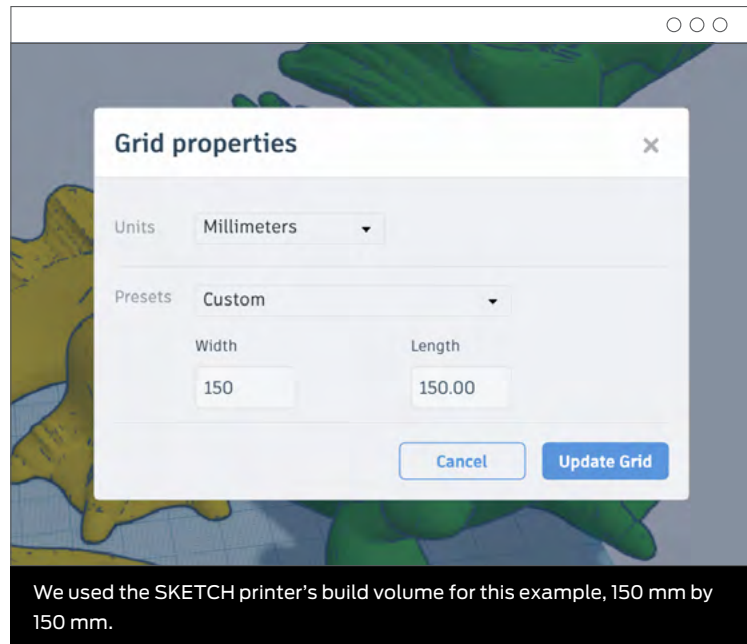 Grid properties
Units Millimeters
Presets Custom
Width Length
150 150.00
Cancel Update Grid
We used the SKETCH printer’s build volume for this example, 150 mm by
150 mm.